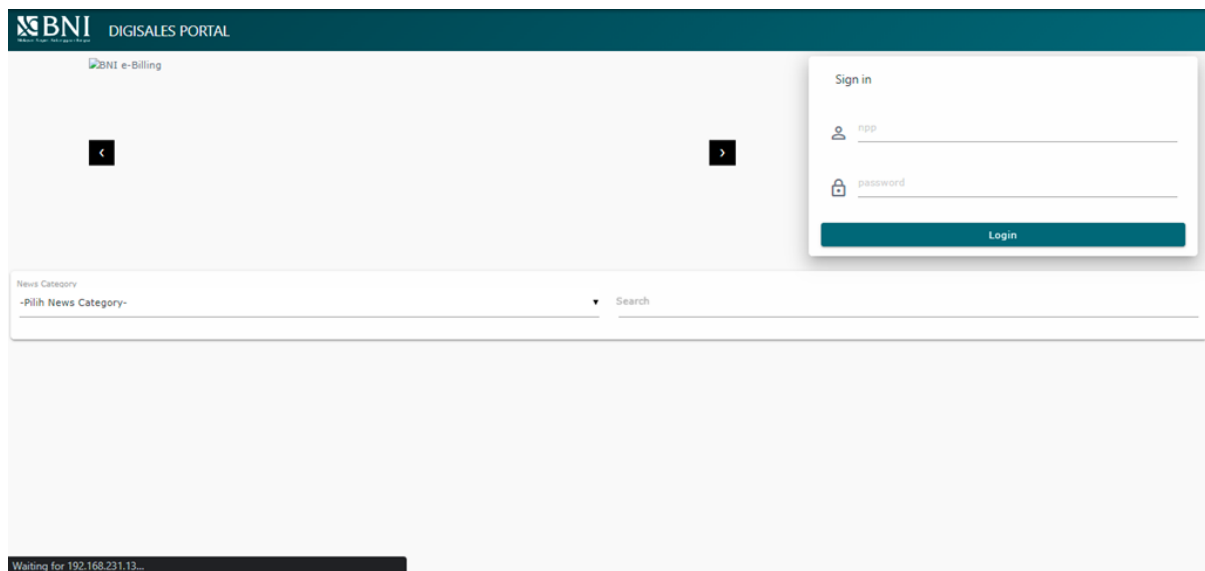 BNI DIGISALES PORTAL
BNI e-Billing
Sign in
npp
password
Login
News Category
-Pilih News Category-
Search
Waiting for 192.168.231.13...